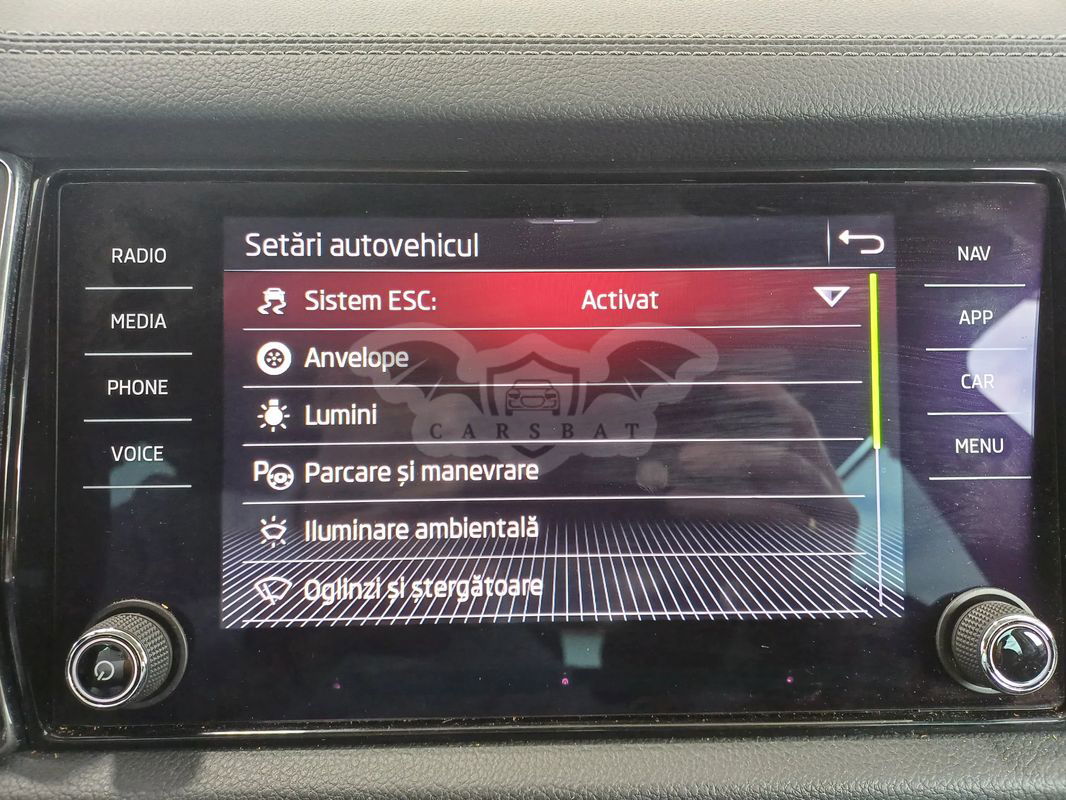 Setări autovehicul
RADIO
MEDIA
PHONE
VOICE
Sistem ESC: Activat
Anvelope
Lumini
Parcare și manevrare
Iluminare ambientală
Oglinzi și ștergătoare
NAV
APP
CAR
MENU
CARSBAT